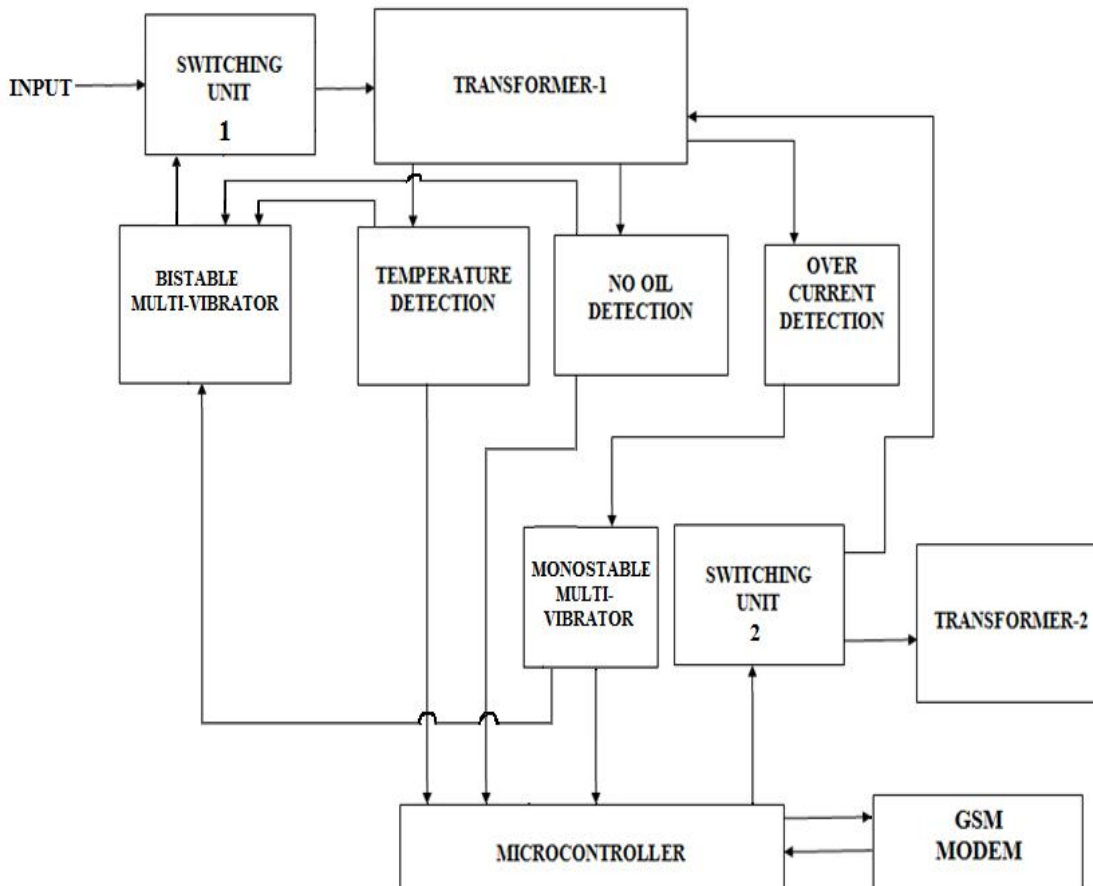 INPUT
SWITCHING
UNIT
1
TRANSFORMER-1
BISTABLE
MULTI-VIBRATOR
TEMPERATURE
DETECTION
NO OIL
DETECTION
OVER
CURRENT
DETECTION
MONOSTABLE
MULTI-
VIBRATOR
SWITCHING
UNIT
2
TRANSFORMER-2
MICROCONTROLLER
GSM
MODEM